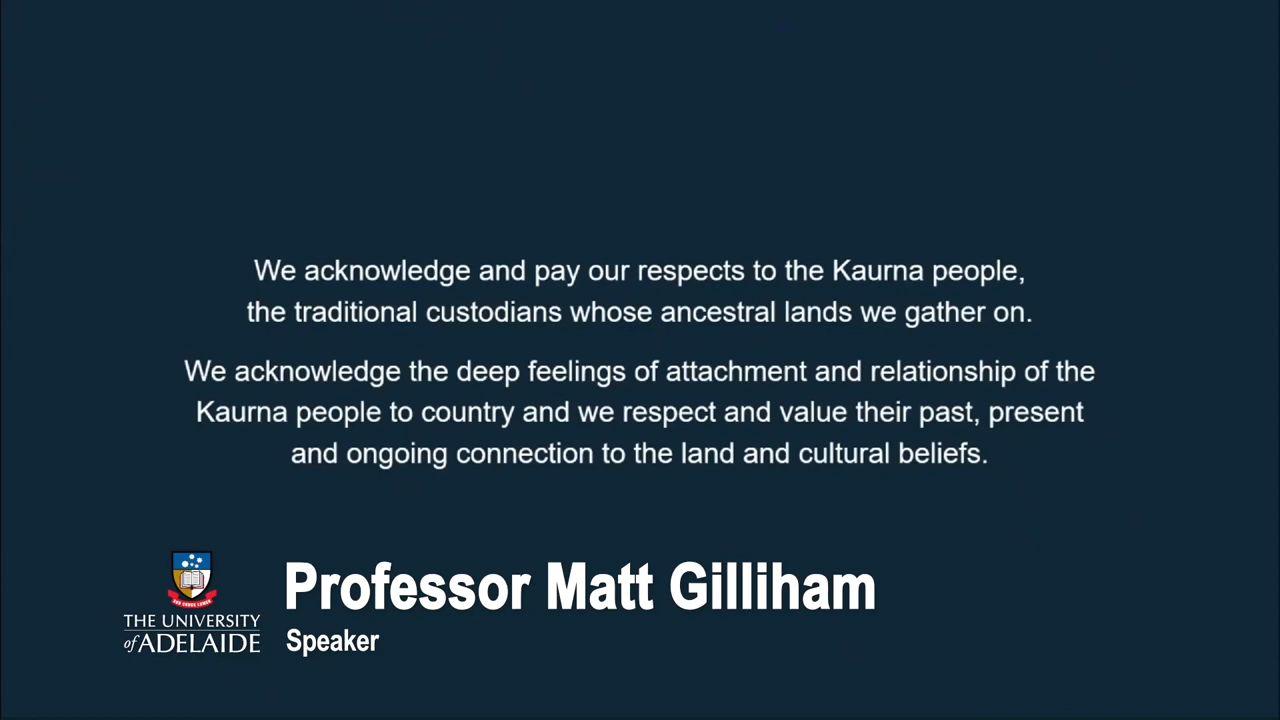 We acknowledge and pay our respects to the Kaurna people,
the traditional custodians whose ancestral lands we gather on.
We acknowledge the deep feelings of attachment and relationship of the
Kaurna people to country and we respect and value their past, present
and ongoing connection to the land and cultural beliefs.
Professor Matt Gilliham
Speaker
THE UNIVERSITY
of ADELAIDE